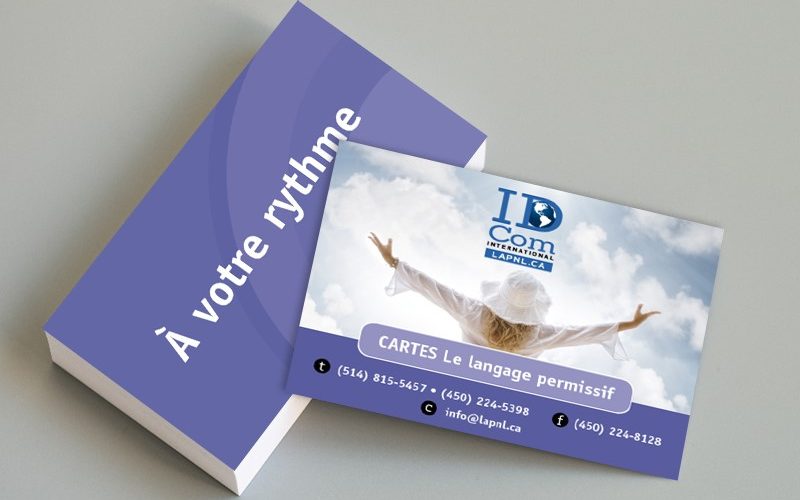 À votre rythme
ID
Com
INTERNATIONAL
LAPNL.CA
CARTES Le langage permissif
t (514) 815-5457 • (450) 224-5398
c info@lapnl.ca
f (450) 224-8128